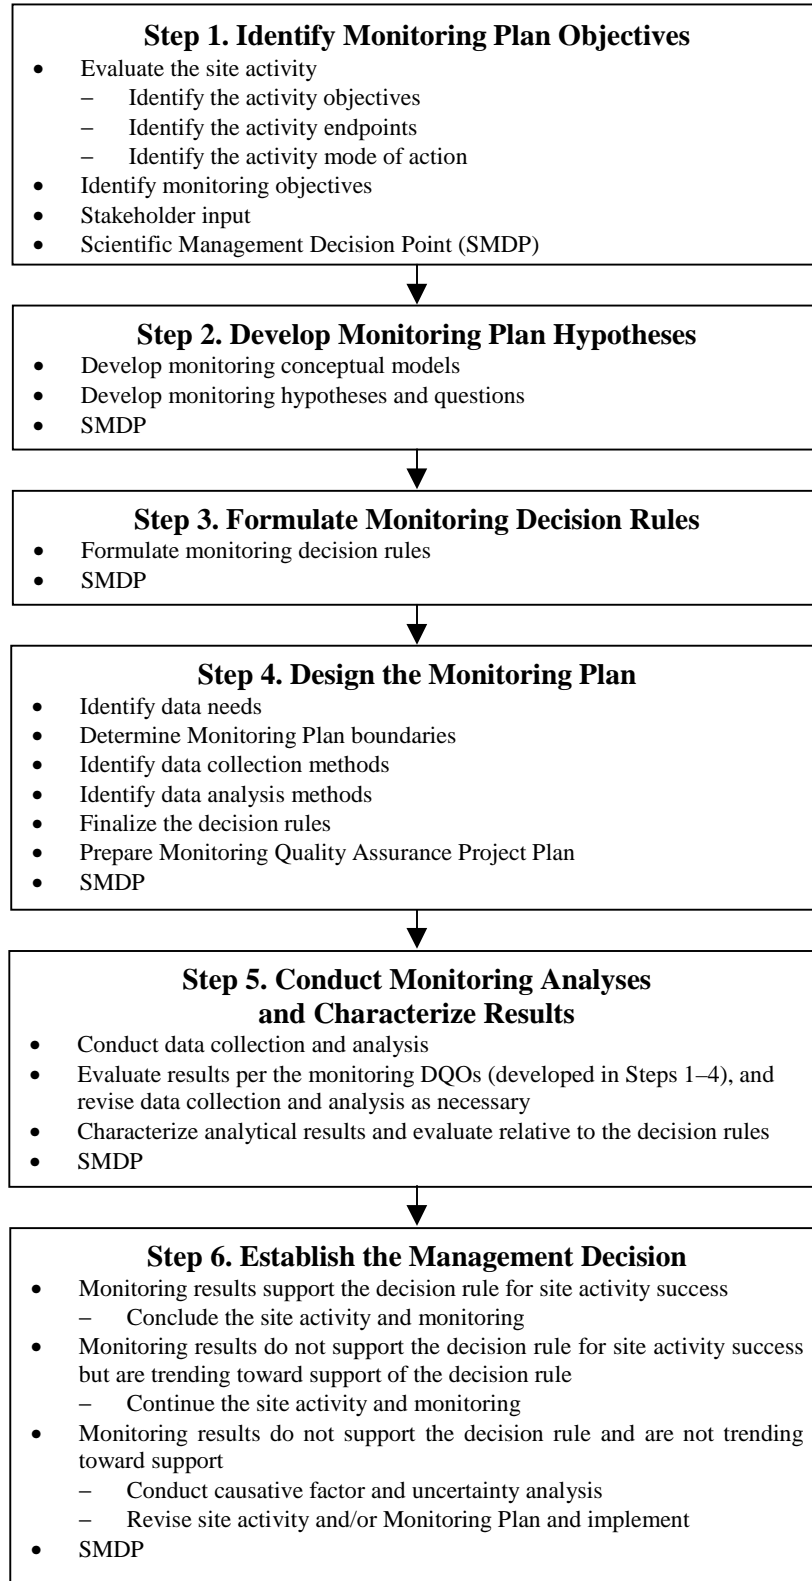 Step 1. Identify Monitoring Plan Objectives
• Evaluate the site activity
– Identify the activity objectives
– Identify the activity endpoints
– Identify the activity mode of action
• Identify monitoring objectives
• Stakeholder input
• Scientific Management Decision Point (SMDP)
Step 2. Develop Monitoring Plan Hypotheses
• Develop monitoring conceptual models
• Develop monitoring hypotheses and questions
• SMDP
Step 3. Formulate Monitoring Decision Rules
• Formulate monitoring decision rules
• SMDP
Step 4. Design the Monitoring Plan
• Identify data needs
• Determine Monitoring Plan boundaries
• Identify data collection methods
• Identify data analysis methods
• Finalize the decision rules
• Prepare Monitoring Quality Assurance Project Plan
• SMDP
Step 5. Conduct Monitoring Analyses
and Characterize Results
• Conduct data collection and analysis
• Evaluate results per the monitoring DQOs (developed in Steps 1–4), and
revise data collection and analysis as necessary
• Characterize analytical results and evaluate relative to the decision rules
• SMDP
Step 6. Establish the Management Decision
• Monitoring results support the decision rule for site activity success
– Conclude the site activity and monitoring
• Monitoring results do not support the decision rule for site activity success
but are trending toward support of the decision rule
– Continue the site activity and monitoring
• Monitoring results do not support the decision rule and are not trending
toward support
– Conduct causative factor and uncertainty analysis
– Revise site activity and/or Monitoring Plan and implement
• SMDP